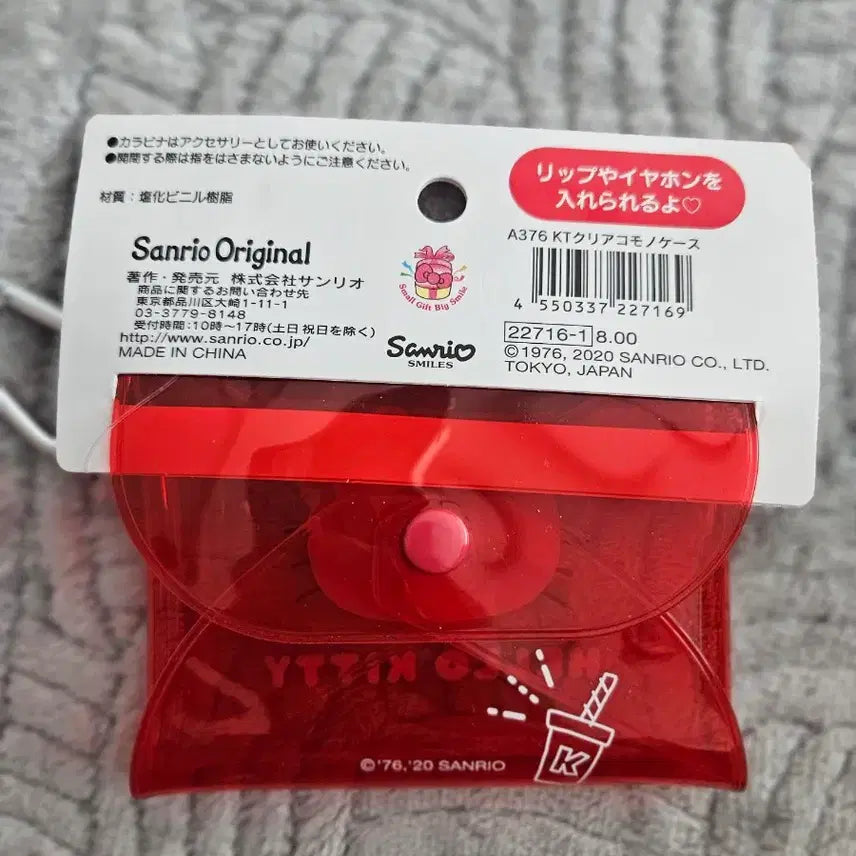 ●カラビナはアクセサリーとしてお使いください。
●開閉する際は指をはさまないようにご注意ください。
材質：塩化ビニル樹脂
Sanrio Original
著作・発売元 株式会社サンリオ
商品に関するお問い合わせ先
東京都品川区大崎1-11-1
03-3779-8148
受付時間:10時～17時(土日祝日を除く)
http://www.sanrio.co.jp/
MADE IN CHINA
Small Gift Big Smile
Sanrio
SMILES
リップやイヤホンを
入れられるよ♡
A376 KTクリアコモノケース
4 550337 227169
22716-1 8.00
©1976, 2020 SANRIO CO., LTD.
TOKYO, JAPAN
HELLO KITTY
K
©'76,'20 SANRIO